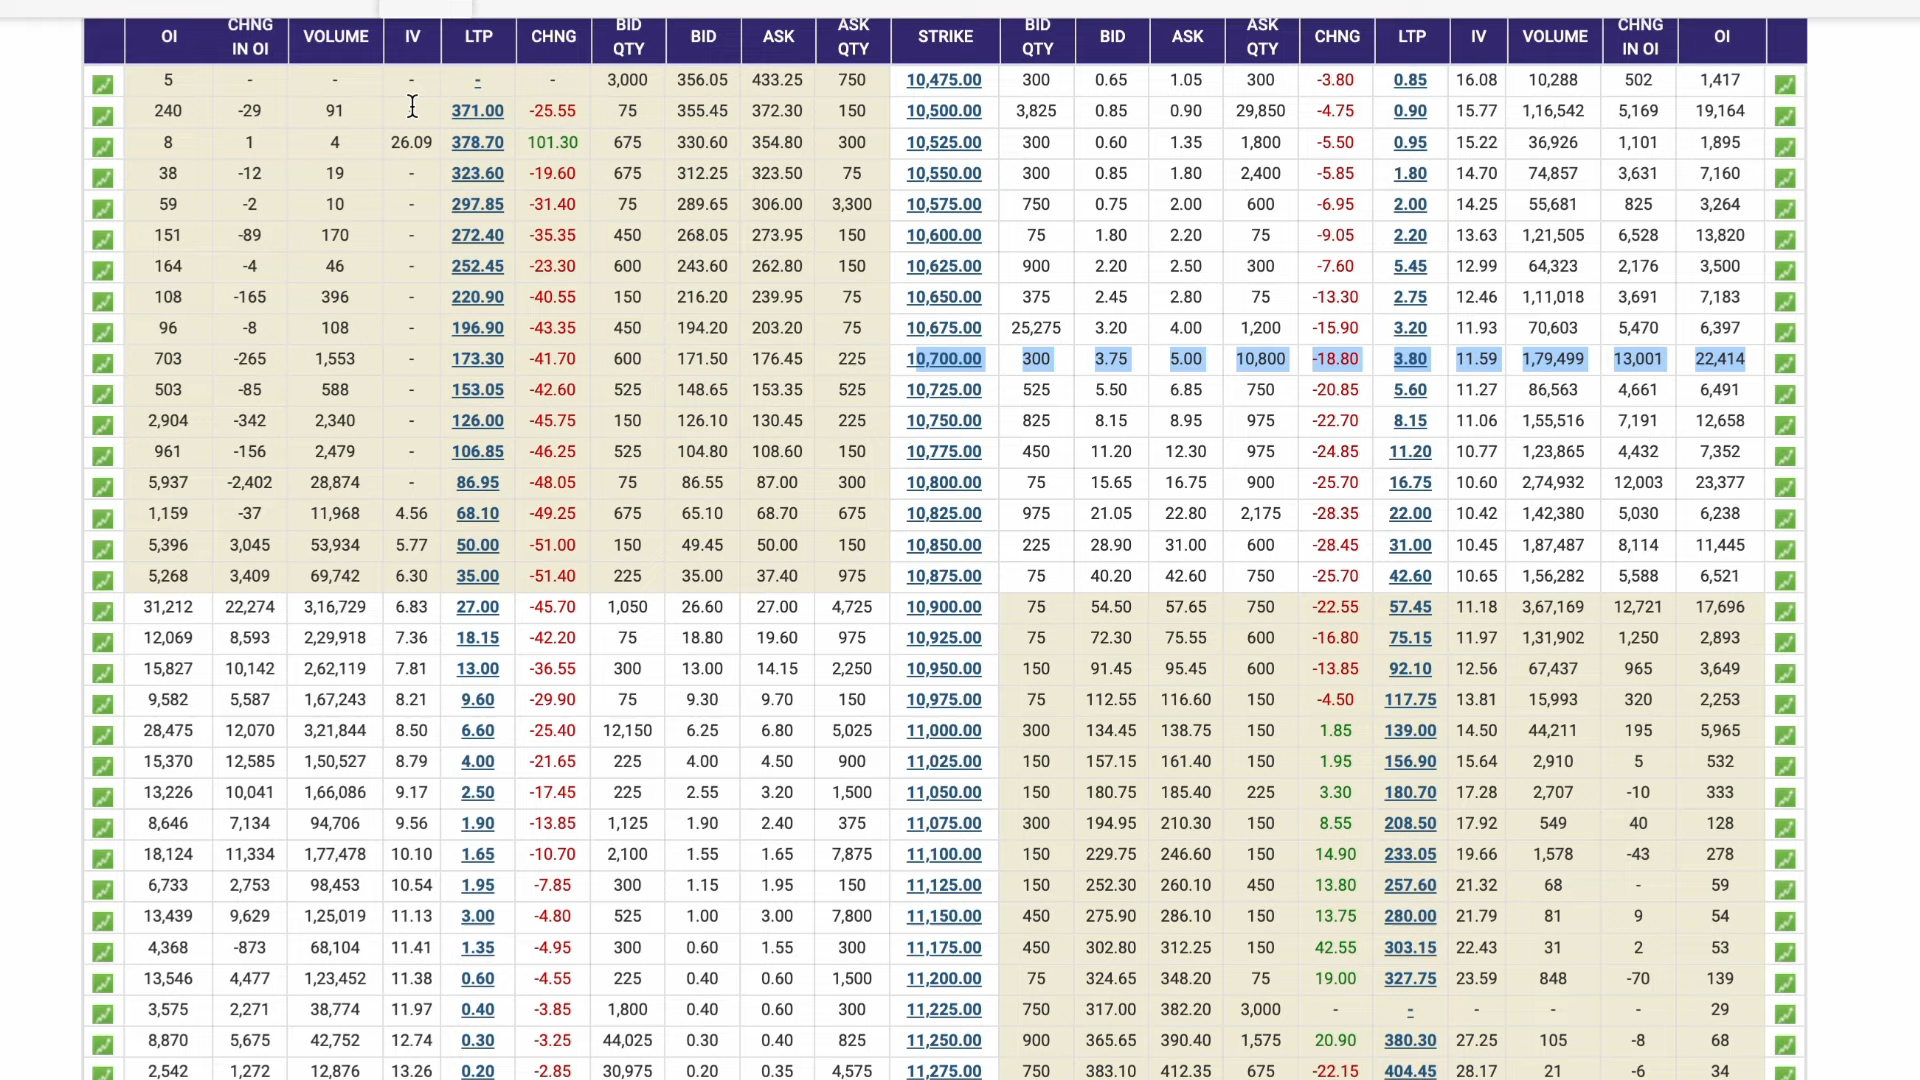 OI CHNG IN OI VOLUME IV LTP CHNG BID QTY BID ASK ASK QTY STRIKE BID QTY BID ASK ASK QTY CHNG LTP IV VOLUME CHNG IN OI OI
5 - - - - - 3,000 356.05 433.25 750 10,475.00 300 0.65 1.05 300 -3.80 0.85 16.08 10,288 502 1,417
240 -29 91 371.00 -25.55 75 355.45 372.30 150 10,500.00 3,825 0.85 0.90 29,850 -4.75 0.90 15.77 1,16,542 5,169 19,164
8 1 4 26.09 378.70 101.30 675 330.60 354.80 300 10,525.00 300 0.60 1.35 1,800 -5.50 0.95 15.22 36,926 1,101 1,895
38 -12 19 - 323.60 -19.60 675 312.25 323.50 75 10,550.00 300 0.85 1.80 2,400 -5.85 1.80 14.70 74,857 3,631 7,160
59 -2 10 - 297.85 -31.40 75 289.65 306.00 3,300 10,575.00 750 0.75 2.00 600 -6.95 2.00 14.25 55,681 825 3,264
151 -89 170 - 272.40 -35.35 450 268.05 273.95 150 10,600.00 75 1.80 2.20 75 -9.05 2.20 13.63 1,21,505 6,528 13,820
164 -4 46 - 252.45 -23.30 600 243.60 262.80 150 10,625.00 900 2.20 2.50 300 -7.60 5.45 12.99 64,323 2,176 3,500
108 -165 396 - 220.90 -40.55 150 216.20 239.95 75 10,650.00 375 2.45 2.80 75 -13.30 2.75 12.46 1,11,018 3,691 7,183
96 -8 108 - 196.90 -43.35 450 194.20 203.20 75 10,675.00 25,275 3.20 4.00 1,200 -15.90 3.20 11.93 70,603 5,470 6,397
703 -265 1,553 - 173.30 -41.70 600 171.50 176.45 225 10,700.00 300 3.75 5.00 10,800 -18.80 3.80 11.59 1,79,499 13,001 22,414
503 -85 588 - 153.05 -42.60 525 148.65 153.35 525 10,725.00 525 5.50 6.85 750 -20.85 5.60 11.27 86,563 4,661 6,491
2,904 -342 2,340 - 126.00 -45.75 150 126.10 130.45 225 10,750.00 825 8.15 8.95 975 -22.70 8.15 11.06 1,55,516 7,191 12,658
961 -156 2,479 - 106.85 -46.25 525 104.80 108.60 150 10,775.00 450 11.20 12.30 975 -24.85 11.20 10.77 1,23,865 4,432 7,352
5,937 -2,402 28,874 - 86.95 -48.05 75 86.55 87.00 300 10,800.00 75 15.65 16.75 900 -25.70 16.75 10.60 2,74,932 12,003 23,377
1,159 -37 11,968 4.56 68.10 -49.25 675 65.10 68.70 675 10,825.00 975 21.05 22.80 2,175 -28.35 22.00 10.42 1,42,380 5,030 6,238
5,396 3,045 53,934 5.77 50.00 -51.00 150 49.45 50.00 150 10,850.00 225 28.90 31.00 600 -28.45 31.00 10.45 1,87,487 8,114 11,445
5,268 3,409 69,742 6.30 35.00 -51.40 225 35.00 37.40 975 10,875.00 75 40.20 42.60 750 -25.70 42.60 10.65 1,56,282 5,588 6,521
31,212 22,274 3,16,729 6.83 27.00 -45.70 1,050 26.60 27.00 4,725 10,900.00 75 54.50 57.65 750 -22.55 57.45 11.18 3,67,169 12,721 17,696
12,069 8,593 2,29,918 7.36 18.15 -42.20 75 18.80 19.60 975 10,925.00 75 72.30 75.55 600 -16.80 75.15 11.97 1,31,902 1,250 2,893
15,827 10,142 2,62,119 7.81 13.00 -36.55 300 13.00 14.15 2,250 10,950.00 150 91.45 95.45 600 -13.85 92.10 12.56 67,437 965 3,649
9,582 5,587 1,67,243 8.21 9.60 -29.90 75 9.30 9.70 150 10,975.00 75 112.55 116.60 150 -4.50 117.75 13.81 15,993 320 2,253
28,475 12,070 3,21,844 8.50 6.60 -25.40 12,150 6.25 6.80 5,025 11,000.00 300 134.45 138.75 150 1.85 139.00 14.50 44,211 195 5,965
15,370 12,585 1,50,527 8.79 4.00 -21.65 225 4.00 4.50 900 11,025.00 150 157.15 161.40 150 1.95 156.90 15.64 2,910 5 532
13,226 10,041 1,66,086 9.17 2.50 -17.45 225 2.55 3.20 1,500 11,050.00 150 180.75 185.40 225 3.30 180.70 17.28 2,707 -10 333
8,646 7,134 94,706 9.56 1.90 -13.85 1,125 1.90 2.40 375 11,075.00 300 194.95 210.30 150 8.55 208.50 17.92 549 40 128
18,124 11,334 1,77,478 10.10 1.65 -10.70 2,100 1.55 1.65 7,875 11,100.00 150 229.75 246.60 150 14.90 233.05 19.66 1,578 -43 278
6,733 2,753 98,453 10.54 1.95 -7.85 300 1.15 1.95 150 11,125.00 150 252.30 260.10 450 13.80 257.60 21.32 68 - 59
13,439 9,629 1,25,019 11.13 3.00 -4.80 525 1.00 3.00 7,800 11,150.00 450 275.90 286.10 150 13.75 280.00 21.79 81 9 54
4,368 -873 68,104 11.41 1.35 -4.95 300 0.60 1.55 300 11,175.00 450 302.80 312.25 150 42.55 303.15 22.43 31 2 53
13,546 4,477 1,23,452 11.38 0.60 -4.55 225 0.40 0.60 1,500 11,200.00 75 324.65 348.20 75 19.00 327.75 23.59 848 -70 139
3,575 2,271 38,774 11.97 0.40 -3.85 1,800 0.40 0.60 300 11,225.00 750 317.00 382.20 3,000 - - - - - 29
8,870 5,675 42,752 12.74 0.30 -3.25 44,025 0.30 0.40 825 11,250.00 900 365.65 390.40 1,575 20.90 380.30 27.25 105 -8 68
2,542 1,272 12,876 13.26 0.20 -2.85 30,975 0.20 0.35 4,575 11,275.00 750 383.10 412.35 675 -22.15 404.45 28.17 21 -6 34